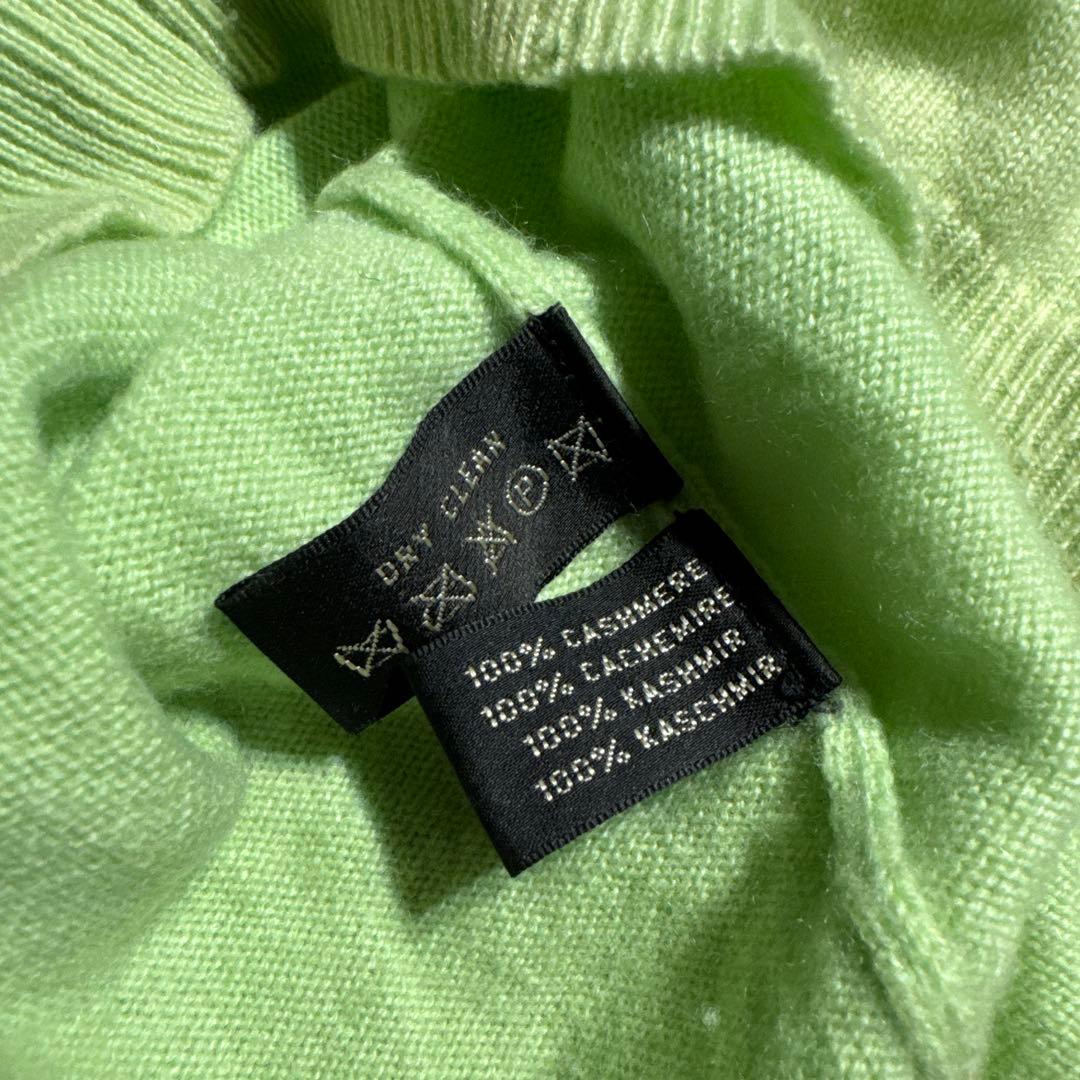 DRY CLEAN
P
100% CASHMERE
100% CACHEMIRE
100% KASHMIR
100% KASCHMIR